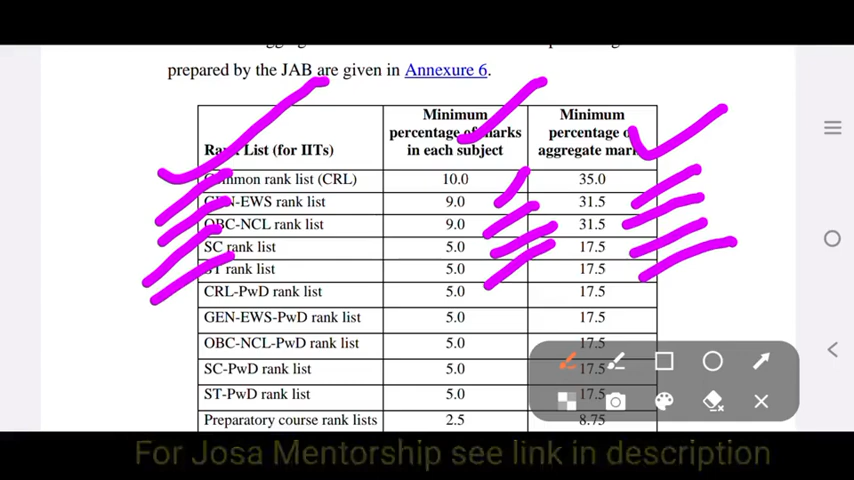 prepared by the JAB are given in Annexure 6.
Rank List (for IITs) Minimum percentage of marks in each subject Minimum percentage of aggregate marks
Common rank list (CRL) 10.0 35.0
GEN-EWS rank list 9.0 31.5
OBC-NCL rank list 9.0 31.5
SC rank list 5.0 17.5
ST rank list 5.0 17.5
CRL-PwD rank list 5.0 17.5
GEN-EWS-PwD rank list 5.0 17.5
OBC-NCL-PwD rank list 5.0 17.5
SC-PwD rank list 5.0 17.5
ST-PwD rank list 5.0 17.5
Preparatory course rank lists 2.5 8.75
For Josa Mentorship see link in description